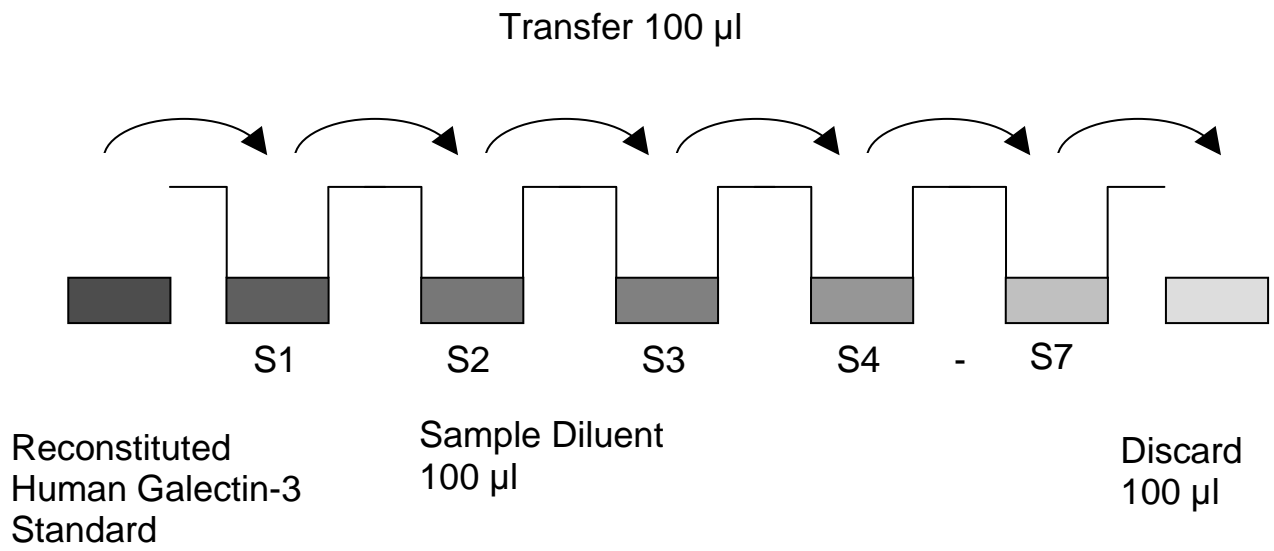 Transfer 100 µl
S1 S2 S3 S4 - S7
Reconstituted
Human Galectin-3
Standard
Sample Diluent
100 µl
Discard
100 µl